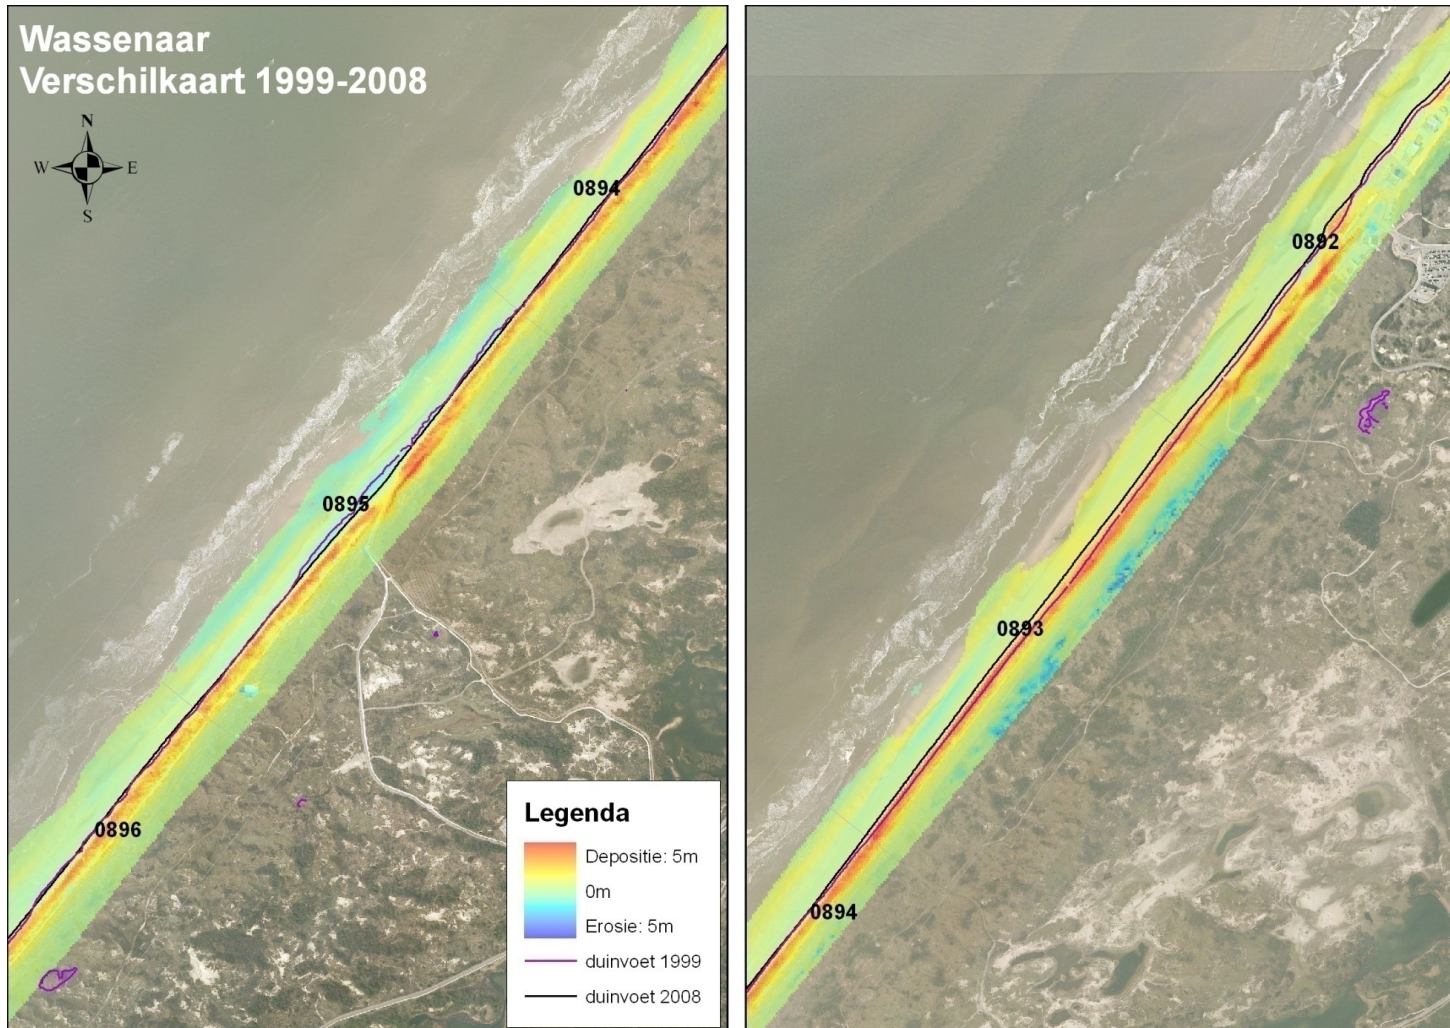 Wassenaar
Verschilkaart 1999-2008
N
W E
S
0894
0895
0896
Legenda
Depositie: 5m
0m
Erosie: 5m
duinvoet 1999
duinvoet 2008
0892
0893
0894